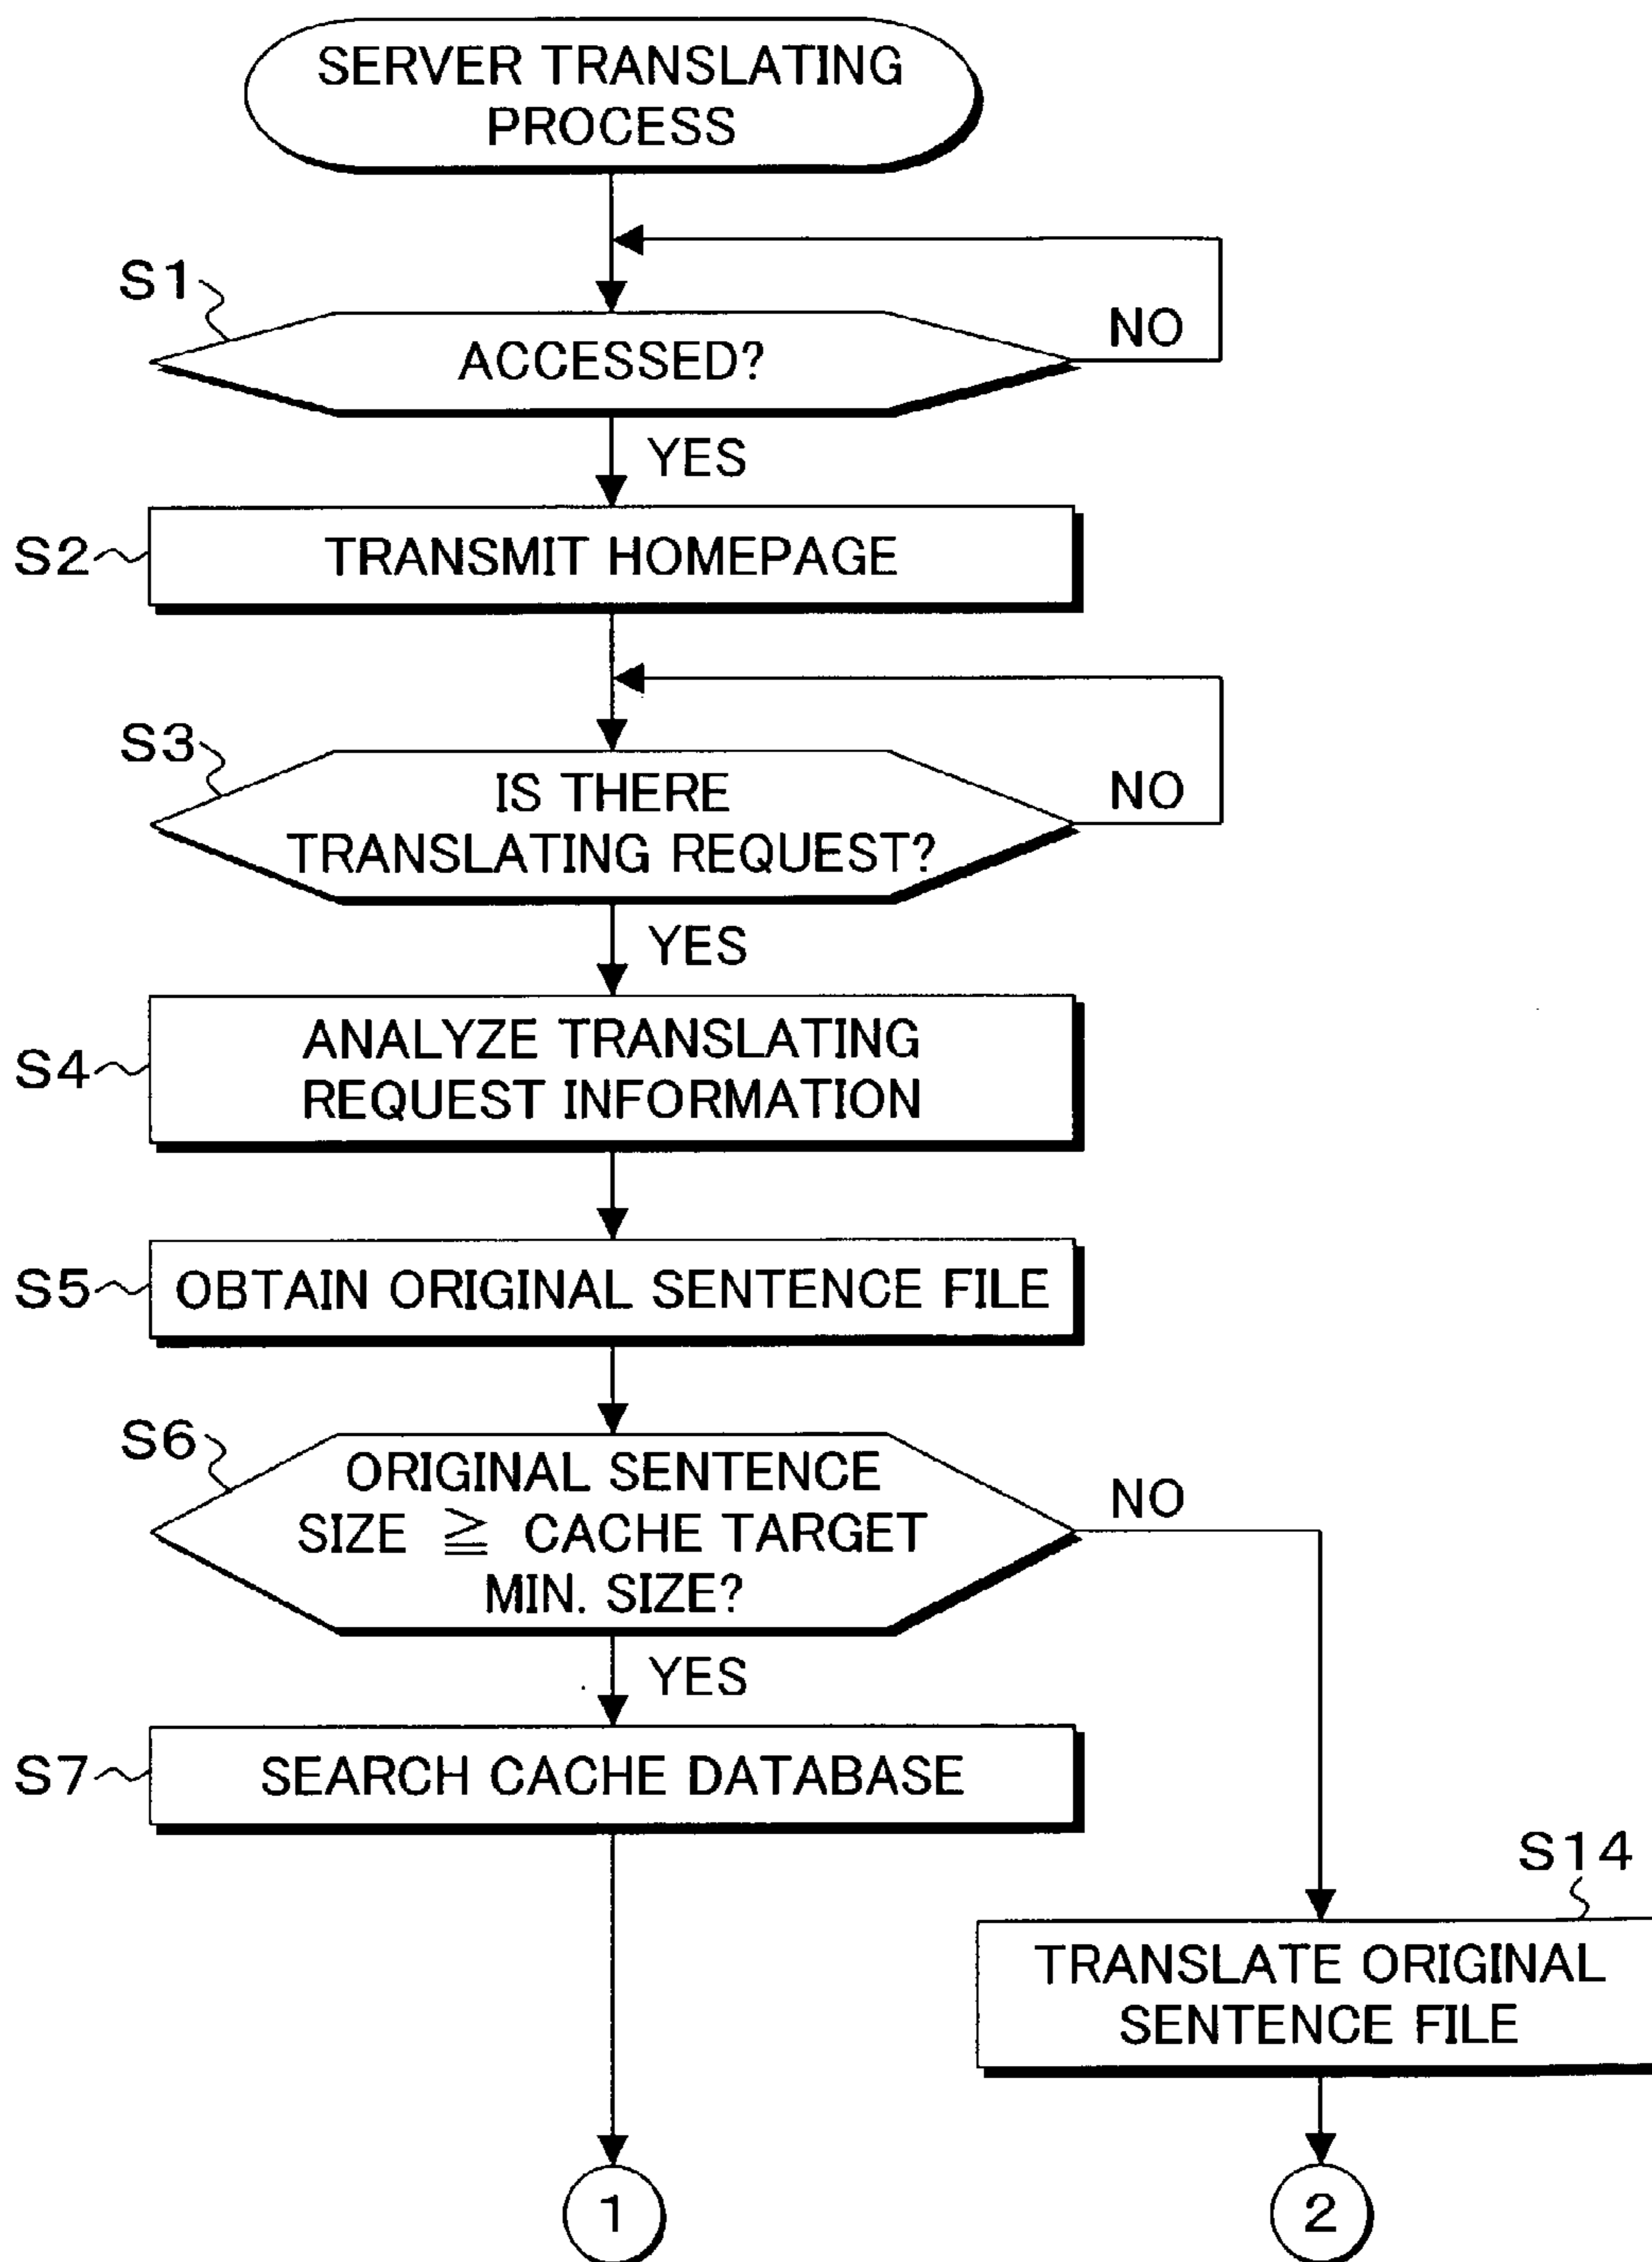 SERVER TRANSLATING
PROCESS
S1
ACCESSED?
NO
YES
S2
TRANSMIT HOMEPAGE
S3
IS THERE
TRANSLATING REQUEST?
NO
YES
S4
ANALYZE TRANSLATING
REQUEST INFORMATION
S5
OBTAIN ORIGINAL SENTENCE FILE
S6
ORIGINAL SENTENCE
SIZE ≧ CACHE TARGET
MIN. SIZE?
NO
YES
S7
SEARCH CACHE DATABASE
S14
TRANSLATE ORIGINAL
SENTENCE FILE
1
2